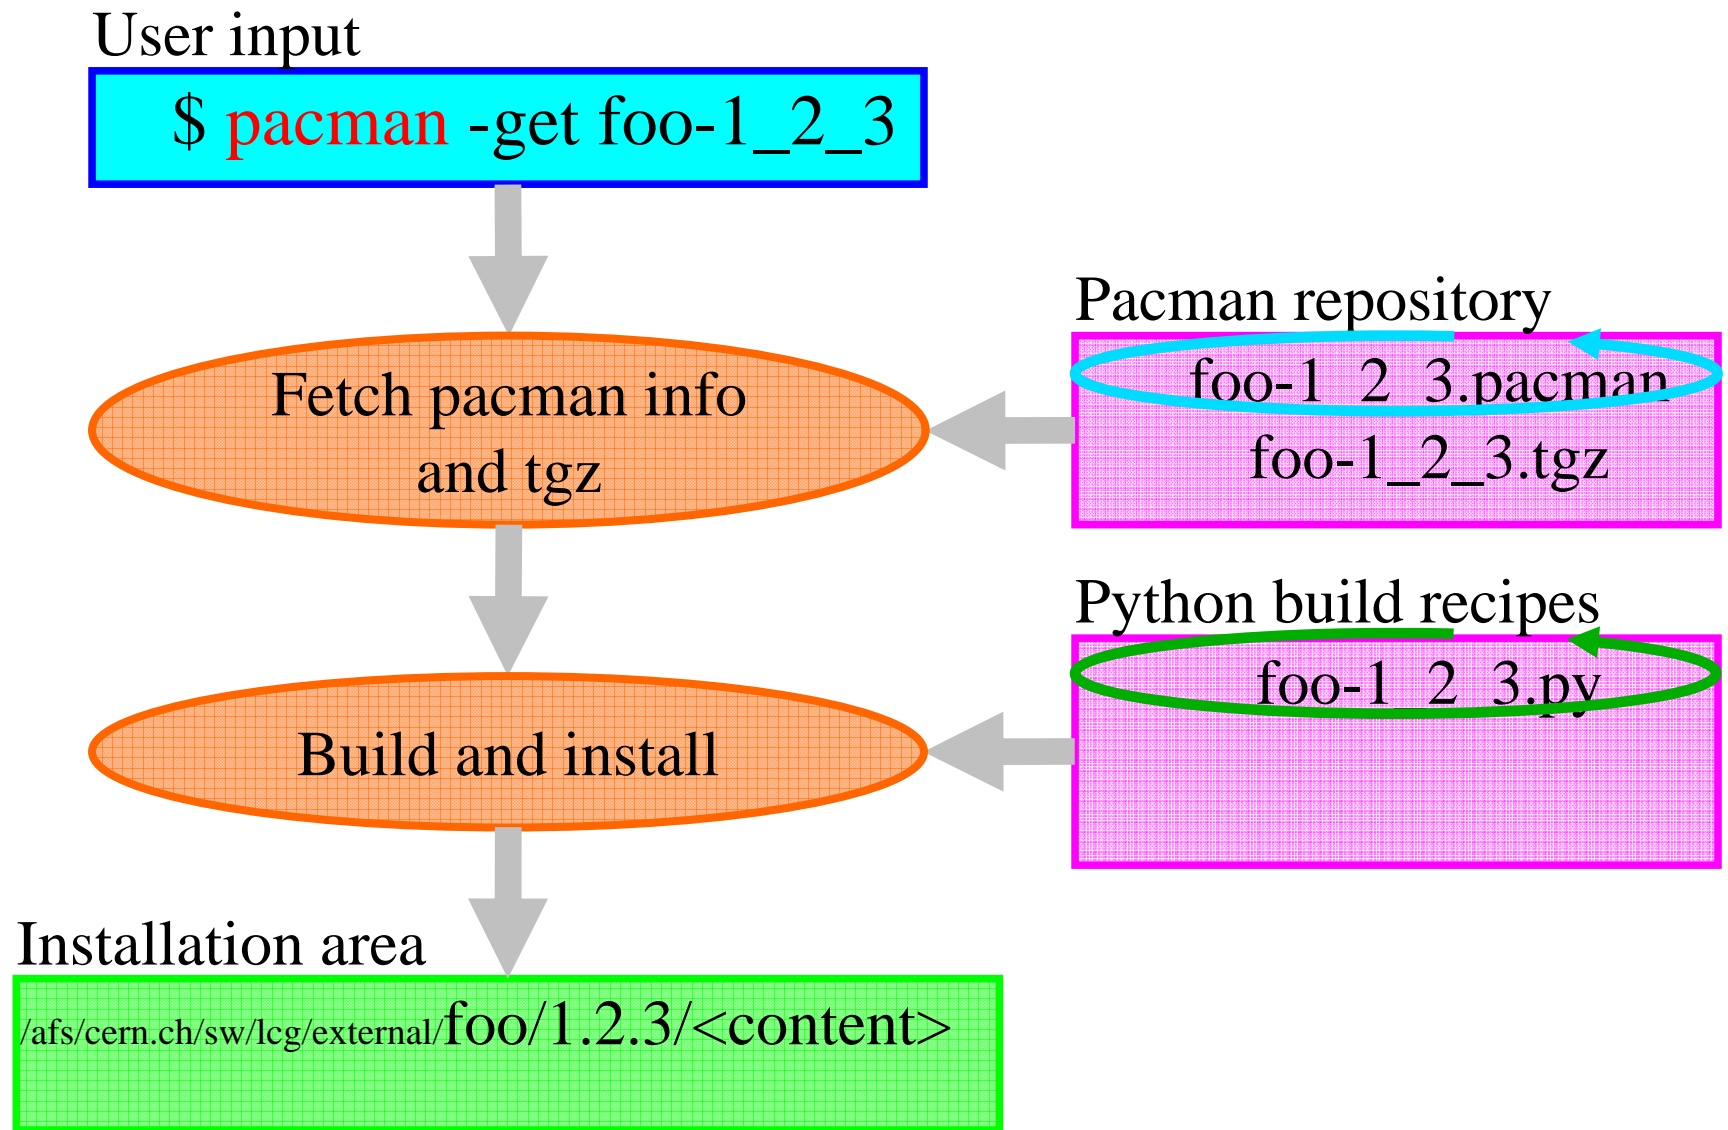 User input
$ pacman -get foo-1_2_3
Pacman repository
foo-1_2_3.pacman
foo-1_2_3.tgz
Fetch pacman info
and tgz
Python build recipes
foo-1_2_3.py
Build and install
Installation area
/afs/cern.ch/sw/lcg/external/foo/1.2.3/<content>